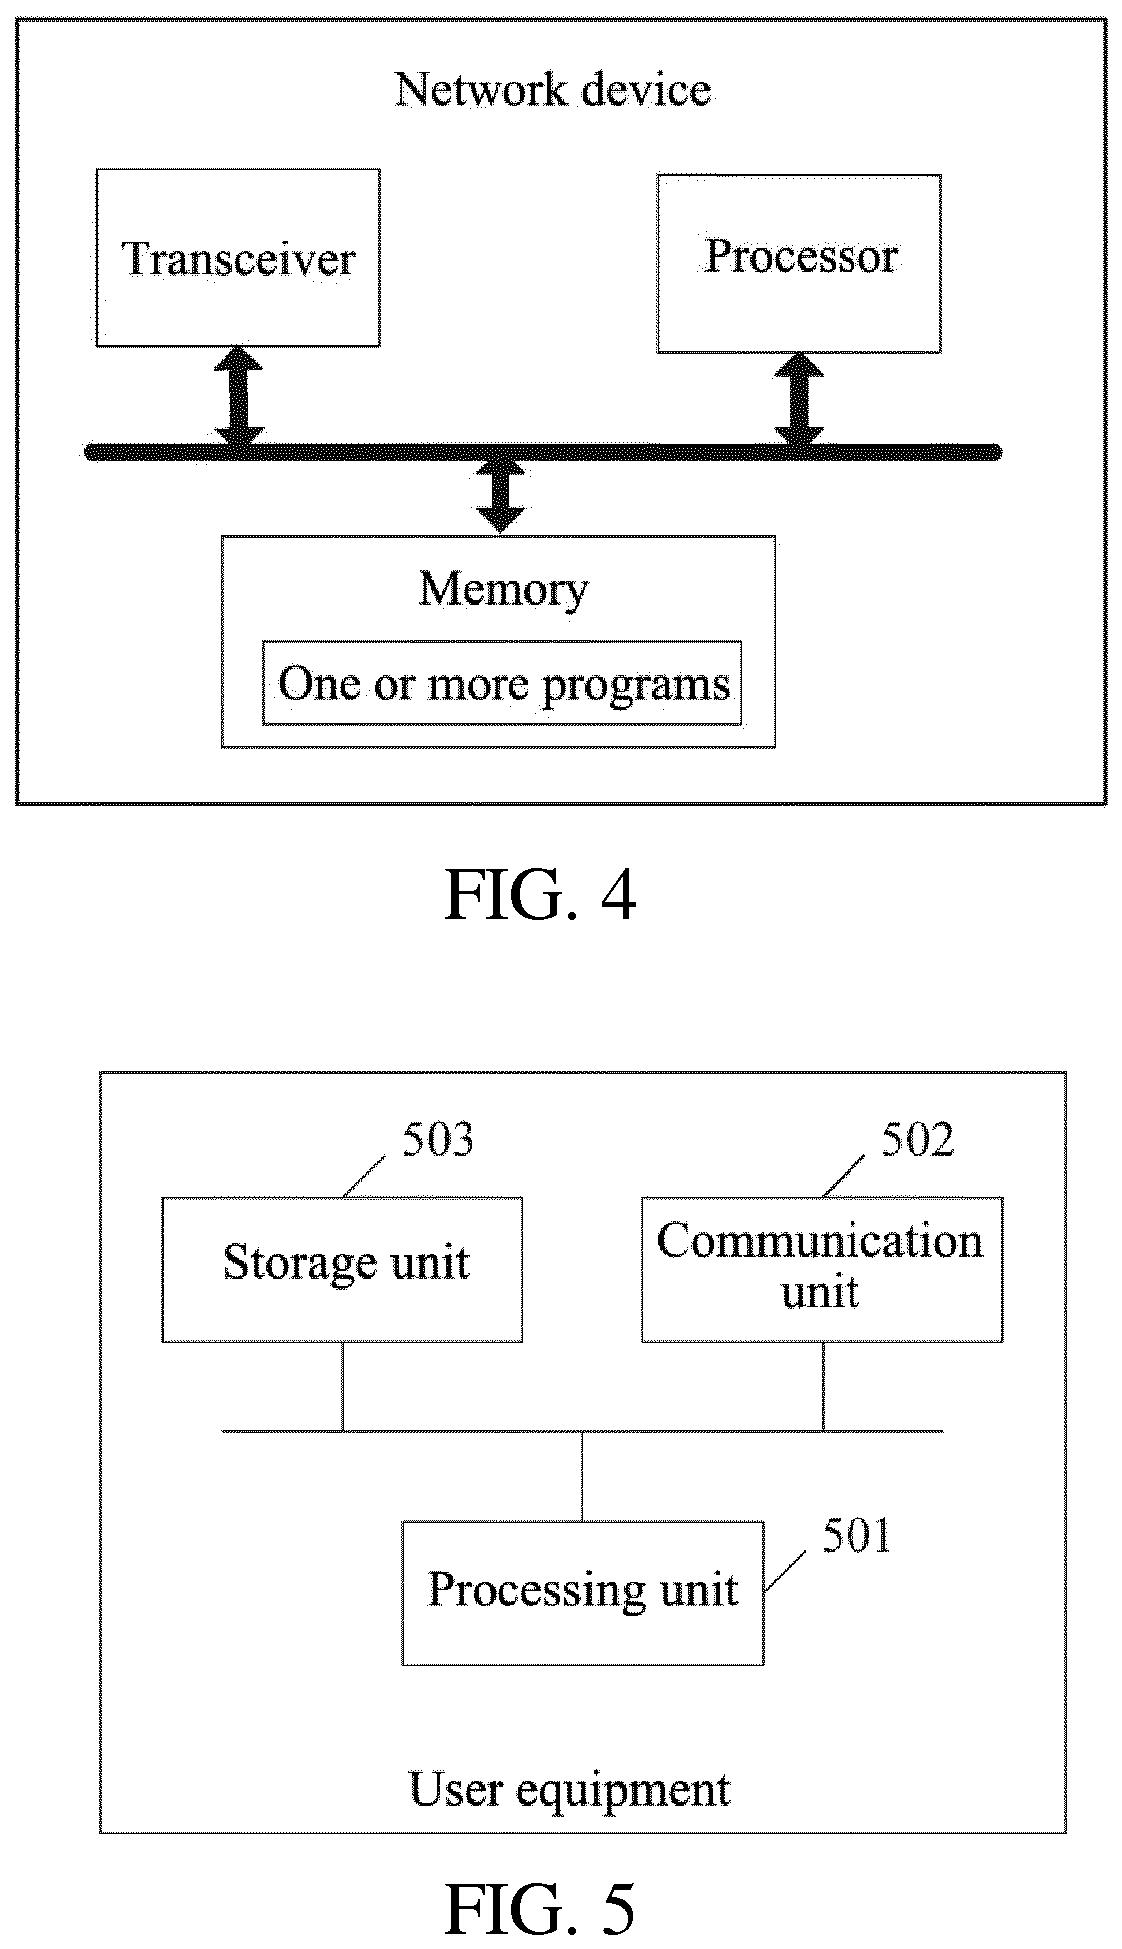 Network device
Transceiver
Processor
Memory
One or more programs
FIG. 4
503
502
Storage unit
Communication
unit
501
Processing unit
User equipment
FIG. 5